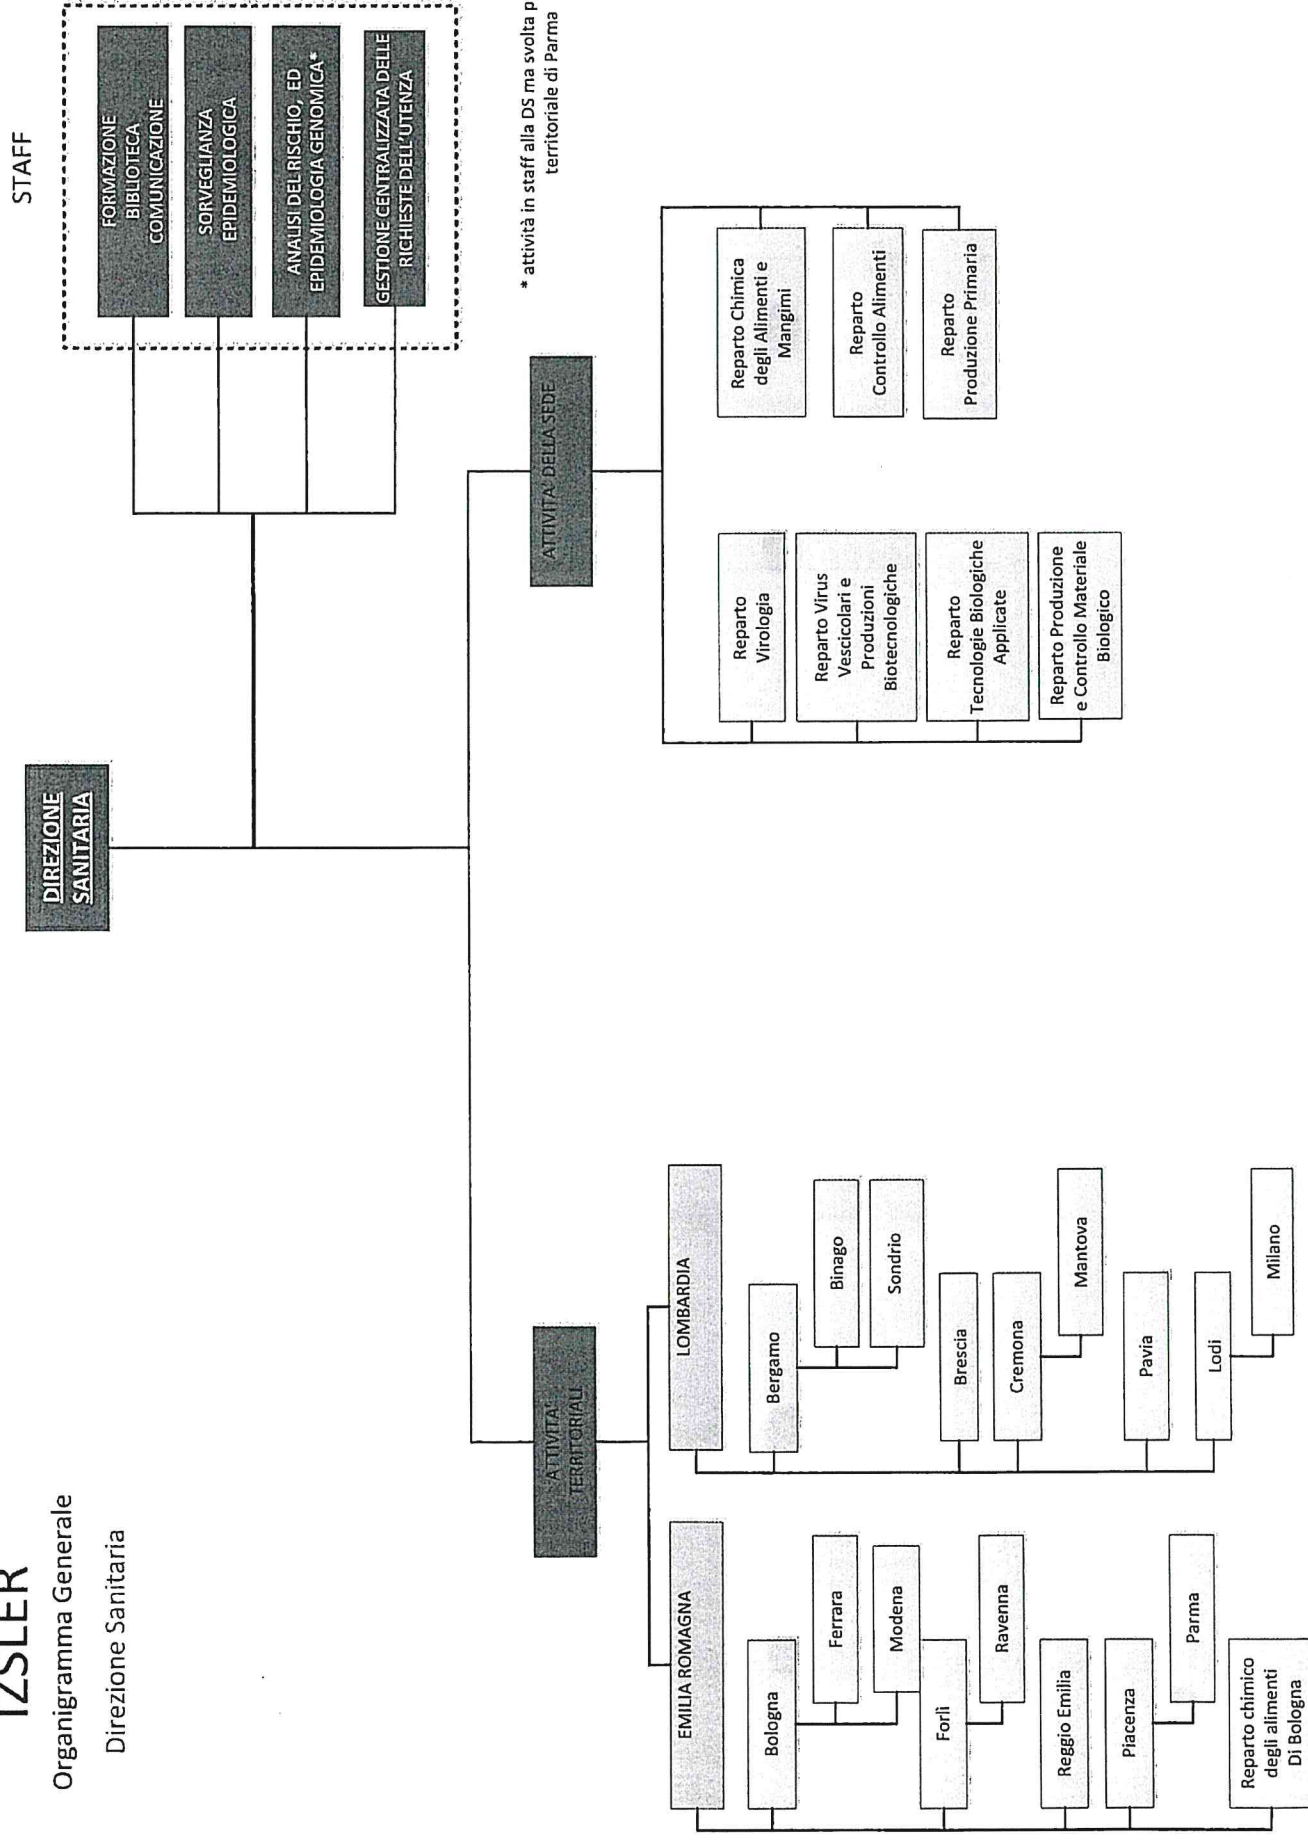 IZSLER
Organigramma Generale
Direzione Sanitaria
DIREZIONE
SANITARIA
STAFF
FORMAZIONE
BIBLIOTECA
COMUNICAZIONE
SORVEGLIANZA
EPIDEMIOLOGICA
ANALISI DEL RISCHIO, ED
EPIDEMIOLOGIA GENOMICA*
GESTIONE CENTRALIZZATA DELLE
RICHIESTE DELL'UTENZA
* attività in staff alla DS ma svolta p
territoriale di Parma
ATTIVITA'
TERRITORIALI
ATTIVITA' DELLA SEDE
EMILIA ROMAGNA
Bologna
Ferrara
Modena
Forlì
Ravenna
Reggio Emilia
Piacenza
Parma
Reparto chimico
degli alimenti
Di Bologna
LOMBARDIA
Bergamo
Binago
Sondrio
Brescia
Cremona
Mantova
Pavia
Lodi
Milano
Reparto
Virologia
Reparto Virus
Vescicolari e
Produzioni
Biotecnologiche
Reparto
Tecnologie Biologiche
Applicate
Reparto Produzione
e Controllo Materiale
Biologico
Reparto Chimica
degli Alimenti e
Mangimi
Reparto
Controllo Alimenti
Reparto
Produzione Primaria